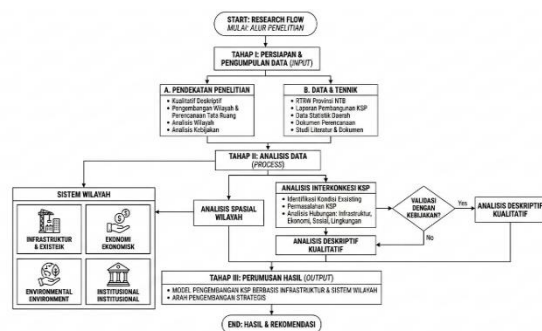 START: RESEARCH FLOW
MULAI: ALUR PENELITIAN
TAHAP I: PERSIAPAN &
PENGUMPULAN DATA (INPUT)
A. PENDEKATAN PENELITIAN
• Kualitatif Deskriptif
• Pengembangan Wilayah &
Perencanaan Tata Ruang
• Analisis Wilayah
• Analisis Kebijakan
B. DATA & TENNIK
• RTRW Provinsi NTB
• Laporan Pembangunan KSP
• Data Statistik Daerah
• Dokumen Perencanaan
• Studi Literatur & Dokumen
TAHAP II: ANALISIS DATA
(PROCESS)
SISTEM WILAYAH
INFRASTRUKTUR
& EXISTEIK
EKONOMI
EKONOMISK
ENVIRONMENTAL
ENVIRONMENT
INSTITUTIONAL
INSTITUTIONAL
ANALISIS SPASIAL
WILAYAH
ANALISIS INTERKONKESI KSP
• Identifikasi Kondisi Existing
• Permasalahan KSP
• Analisis Hubungan: Infrastruktur,
Ekonomi, Sosial, Lingkungan
ANALISIS DESKRIPTIF
KUALITATIF
VALIDASI
DENGAN
KEBIJAKAN?
Yes
No
ANALISIS DESKRIPTIF
KUALITATIF
TAHAP III: PERUMUSAN HASIL (OUTPUT)
• MODEL PENGEMBANGAN KSP BERBASIS INFRASTRUKTUR & SISTEM WILAYAH
• ARAH PENGEMBANGAN STRATEGIS
END: HASIL & REKOMENDASI